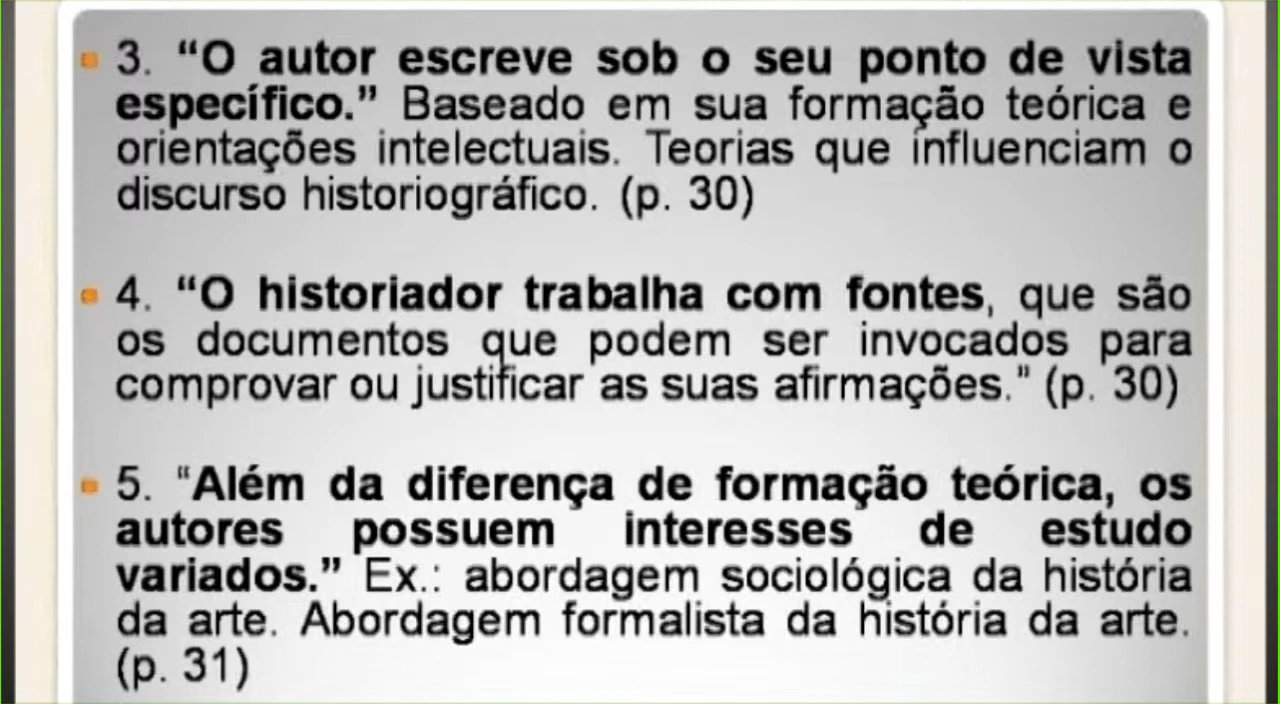 3. “O autor escreve sob o seu ponto de vista
específico.” Baseado em sua formação teórica e
orientações intelectuais. Teorias que influenciam o
discurso historiográfico. (p. 30)
4. “O historiador trabalha com fontes, que são
os documentos que podem ser invocados para
comprovar ou justificar as suas afirmações.” (p. 30)
5. “Além da diferença de formação teórica, os
autores possuem interesses de estudo
variados.” Ex.: abordagem sociológica da história
da arte. Abordagem formalista da história da arte.
(p. 31)